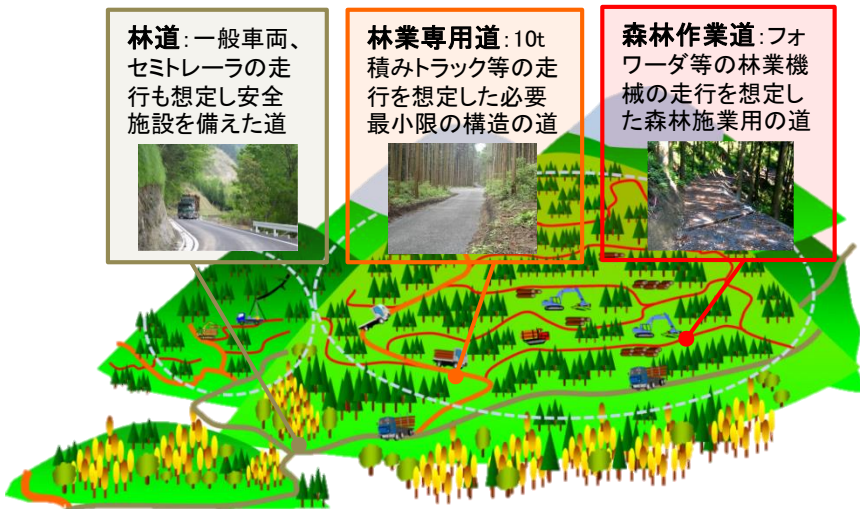 林道：一般車両、
セミトレーラの走
行も想定し安全
施設を備えた道
林業専用道：10t
積みトラック等の走
行を想定した必要
最小限の構造の道
森林作業道：フォ
ワーダ等の林業機
械の走行を想定し
た森林施業用の道